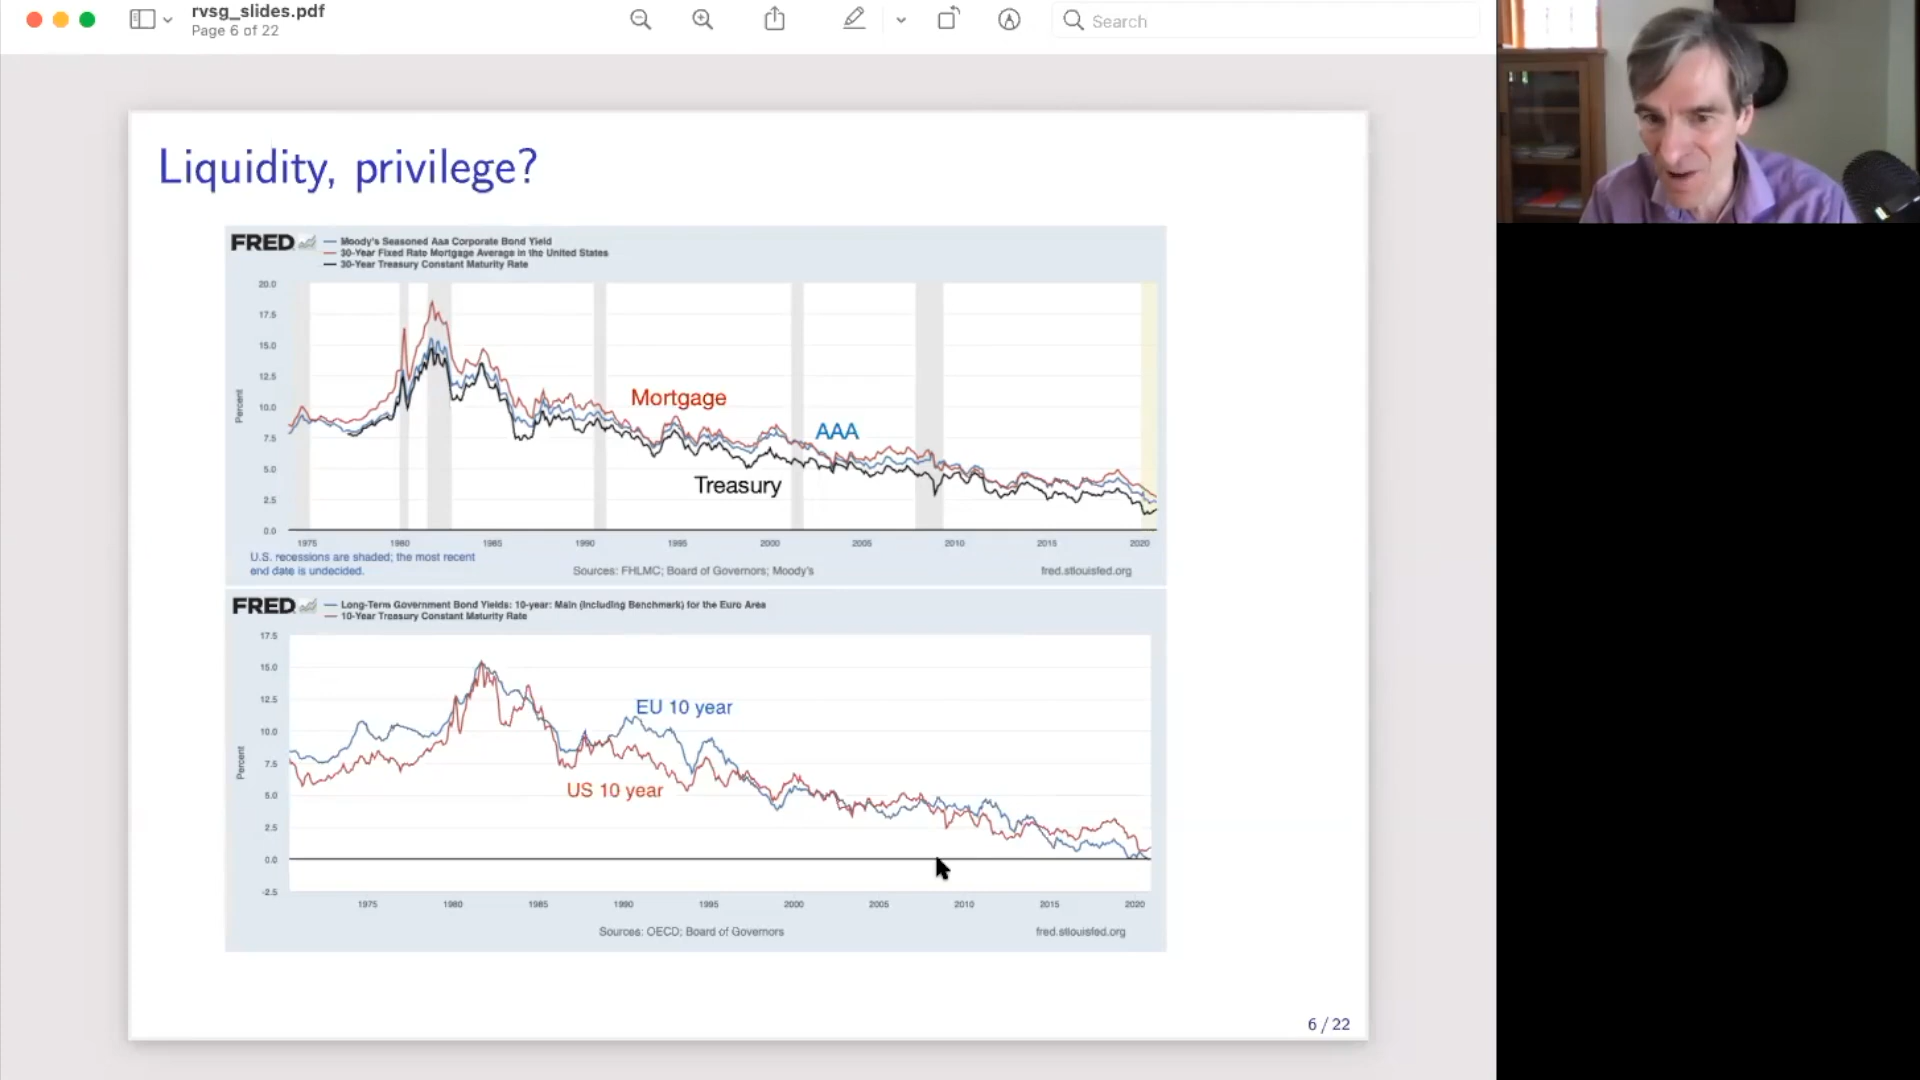 rvsg_slides.pdf
Page 6 of 22
Search
Liquidity, privilege?
FRED
Moody's Seasoned Aaa Corporate Bond Yield
30-Year Fixed Rate Mortgage Average in the United States
30-Year Treasury Constant Maturity Rate
20.0
17.5
15.0
12.5
10.0
7.5
5.0
2.5
0.0
Percent
Mortgage
AAA
Treasury
1975 1980 1985 1990 1995 2000 2005 2010 2015 2020
U.S. recessions are shaded; the most recent
end date is undecided.
Sources: FHLMC; Board of Governors; Moody's
fred.stlouisfed.org
FRED
Long-Term Government Bond Yields: 10-year: Main (Including Benchmark) for the Euro Area
10-Year Treasury Constant Maturity Rate
17.5
15.0
12.5
10.0
7.5
5.0
2.5
0.0
-2.5
Percent
EU 10 year
US 10 year
1975 1980 1985 1990 1995 2000 2005 2010 2015 2020
Sources: OECD; Board of Governors
fred.stlouisfed.org
6 / 22